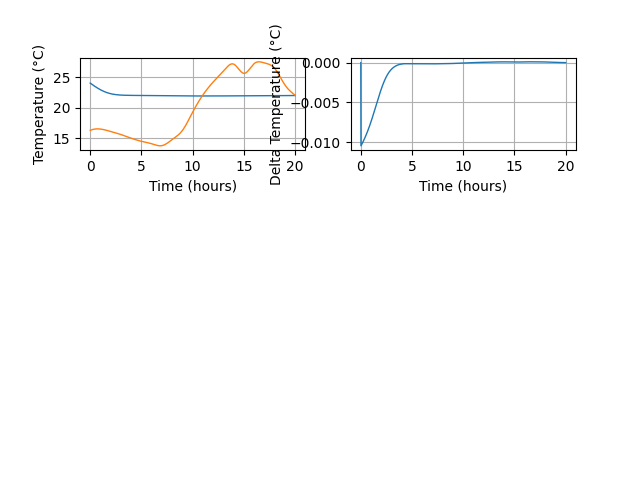 Temperature (°C)
25
20
15
0 5 10 15 20
Time (hours)
Delta Temperature (°C)
0.000
−0.005
−0.010
0 5 10 15 20
Time (hours)